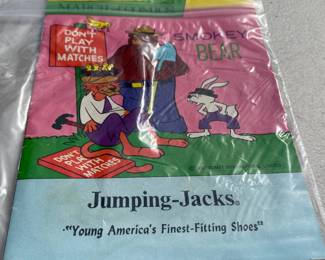 DON'T
PLAY
WITH
MATCHES
SMOKEY
BEAR
DON'T
PLAY
WITH
MATCHES
Jumping-Jacks®
"Young America's Finest-Fitting Shoes"